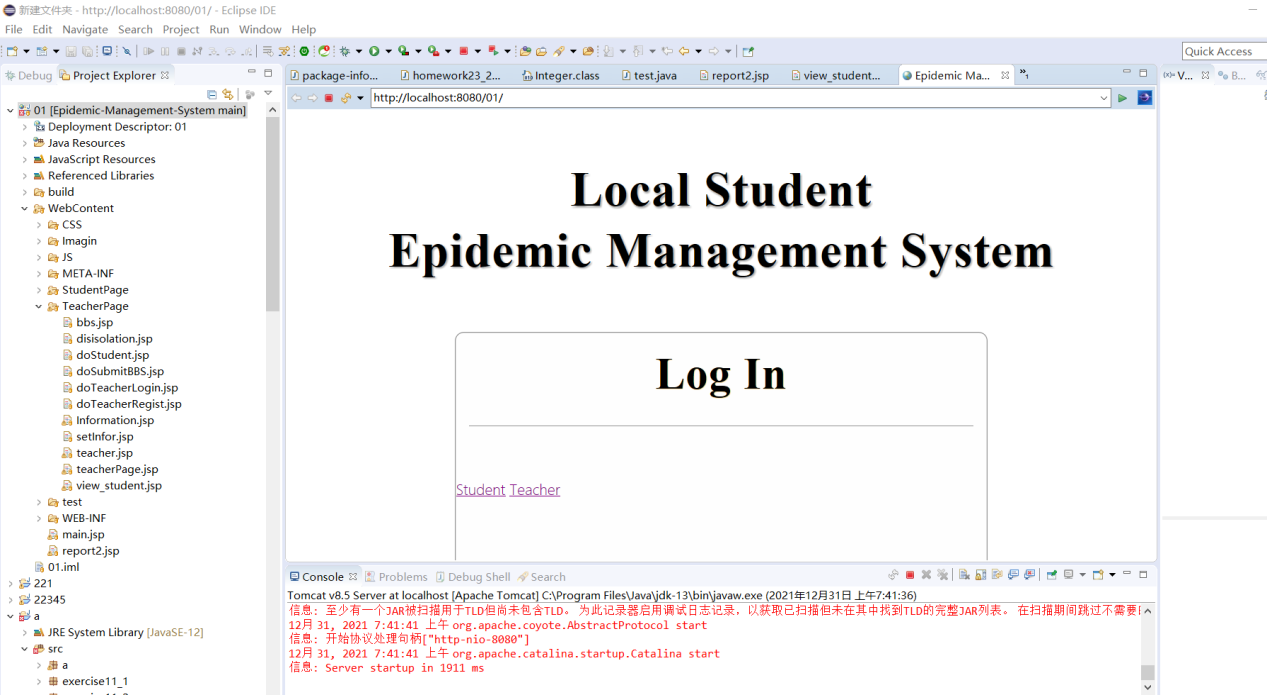 新建文件夹 - http://localhost:8080/01/ - Eclipse IDE
File Edit Navigate Search Project Run Window Help
Quick Access
Debug Project Explorer
package-info... homework23_2... Integer.class test.java report2.jsp view_student... Epidemic Ma... »1
V... B...
http://localhost:8080/01/
01 [Epidemic-Management-System main]
Deployment Descriptor: 01
Java Resources
JavaScript Resources
Referenced Libraries
build
WebContent
CSS
Imagin
JS
META-INF
StudentPage
TeacherPage
bbs.jsp
disisolation.jsp
doStudent.jsp
doSubmitBBS.jsp
doTeacherLogin.jsp
doTeacherRegist.jsp
Information.jsp
setInfor.jsp
teacher.jsp
teacherPage.jsp
view_student.jsp
test
WEB-INF
main.jsp
report2.jsp
01.iml
221
22345
a
JRE System Library [JavaSE-12]
src
a
exercise11_1
Local Student
Epidemic Management System
Log In
Student Teacher
Console Problems Debug Shell Search
Tomcat v8.5 Server at localhost [Apache Tomcat] C:\Program Files\Java\jdk-13\bin\javaw.exe (2021年12月31日 上午7:41:36)
信息: 至少有一个JAR被扫描用于TLD但尚未包含TLD。 为此记录器启用调试日志记录，以获取已扫描但未在其中找到TLD的完整JAR列表。 在扫描期间跳过不需要
12月 31, 2021 7:41:41 上午 org.apache.coyote.AbstractProtocol start
信息: 开始协议处理句柄["http-nio-8080"]
12月 31, 2021 7:41:41 上午 org.apache.catalina.startup.Catalina start
信息: Server startup in 1911 ms